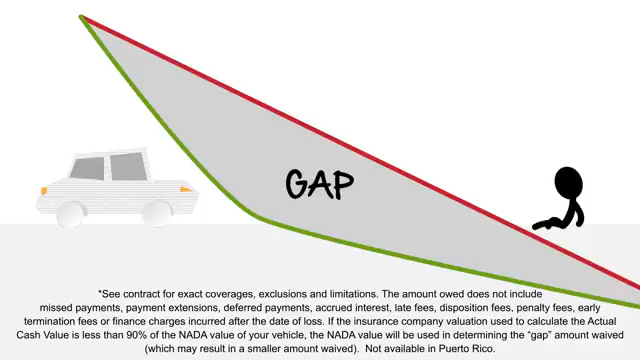 GAP
*See contract for exact coverages, exclusions and limitations. The amount owed does not include
missed payments, payment extensions, deferred payments, accrued interest, late fees, disposition fees, penalty fees, early
termination fees or finance charges incurred after the date of loss. If the insurance company valuation used to calculate the Actual
Cash Value is less than 90% of the NADA value of your vehicle, the NADA value will be used in determining the “gap” amount waived
(which may result in a smaller amount waived).  Not available in Puerto Rico.